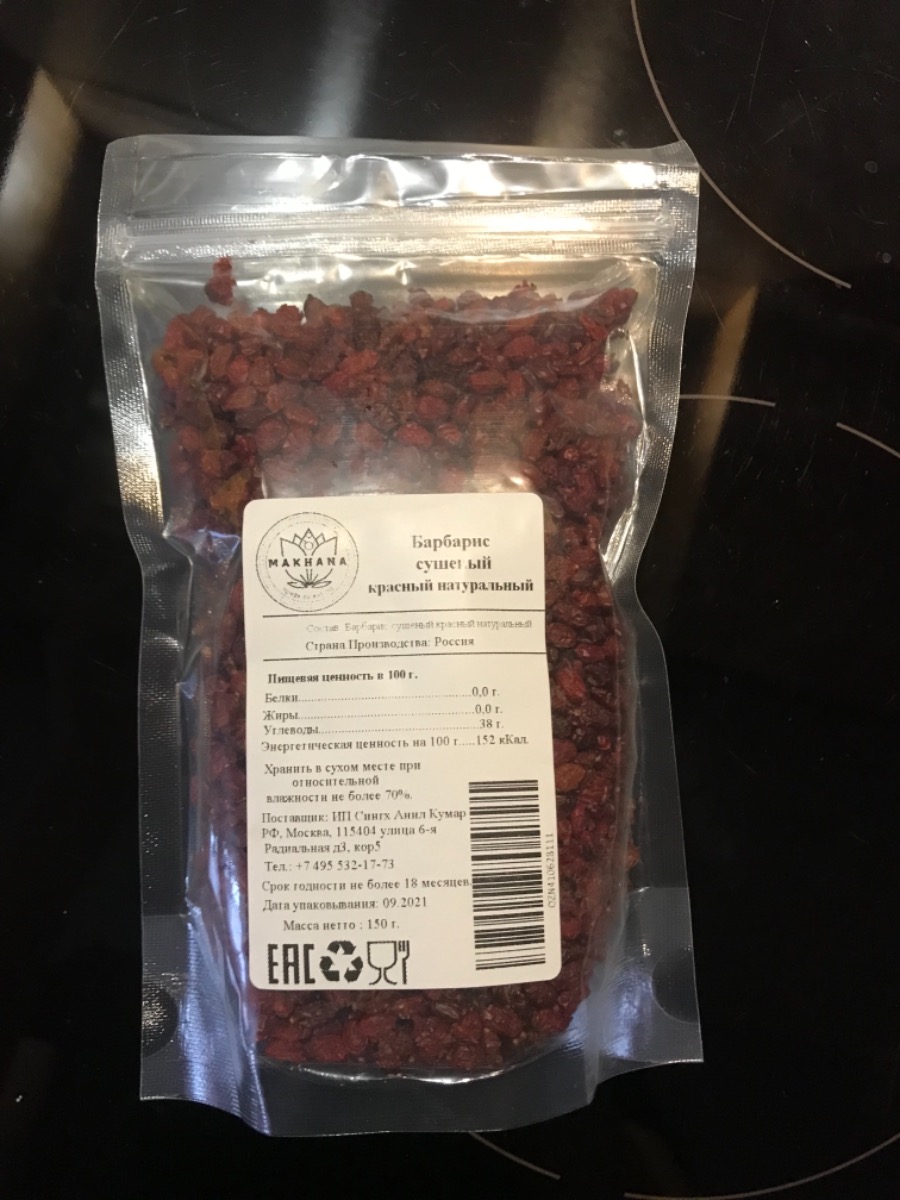 MAKHANA
Барбарис
сушеный
красный натуральный
Состав: Барбарис сушеный красный натуральный
Страна Производства: Россия
Пищевая ценность в 100 г.
Белки..........................................0,0 г.
Жиры..........................................0,0 г.
Углеводы.....................................38 г.
Энергетическая ценность на 100 г.....152 кКал.
Хранить в сухом месте при
относительной
влажности не более 70%.
Поставщик: ИП Сингх Анил Кумар
РФ, Москва, 115404 улица 6-я
Радиальная д3, кор5
Тел.: +7 495 532-17-73
Срок годности не более 18 месяцев
Дата упаковывания: 09.2021
Масса нетто : 150 г.
EAC
OZN410628111